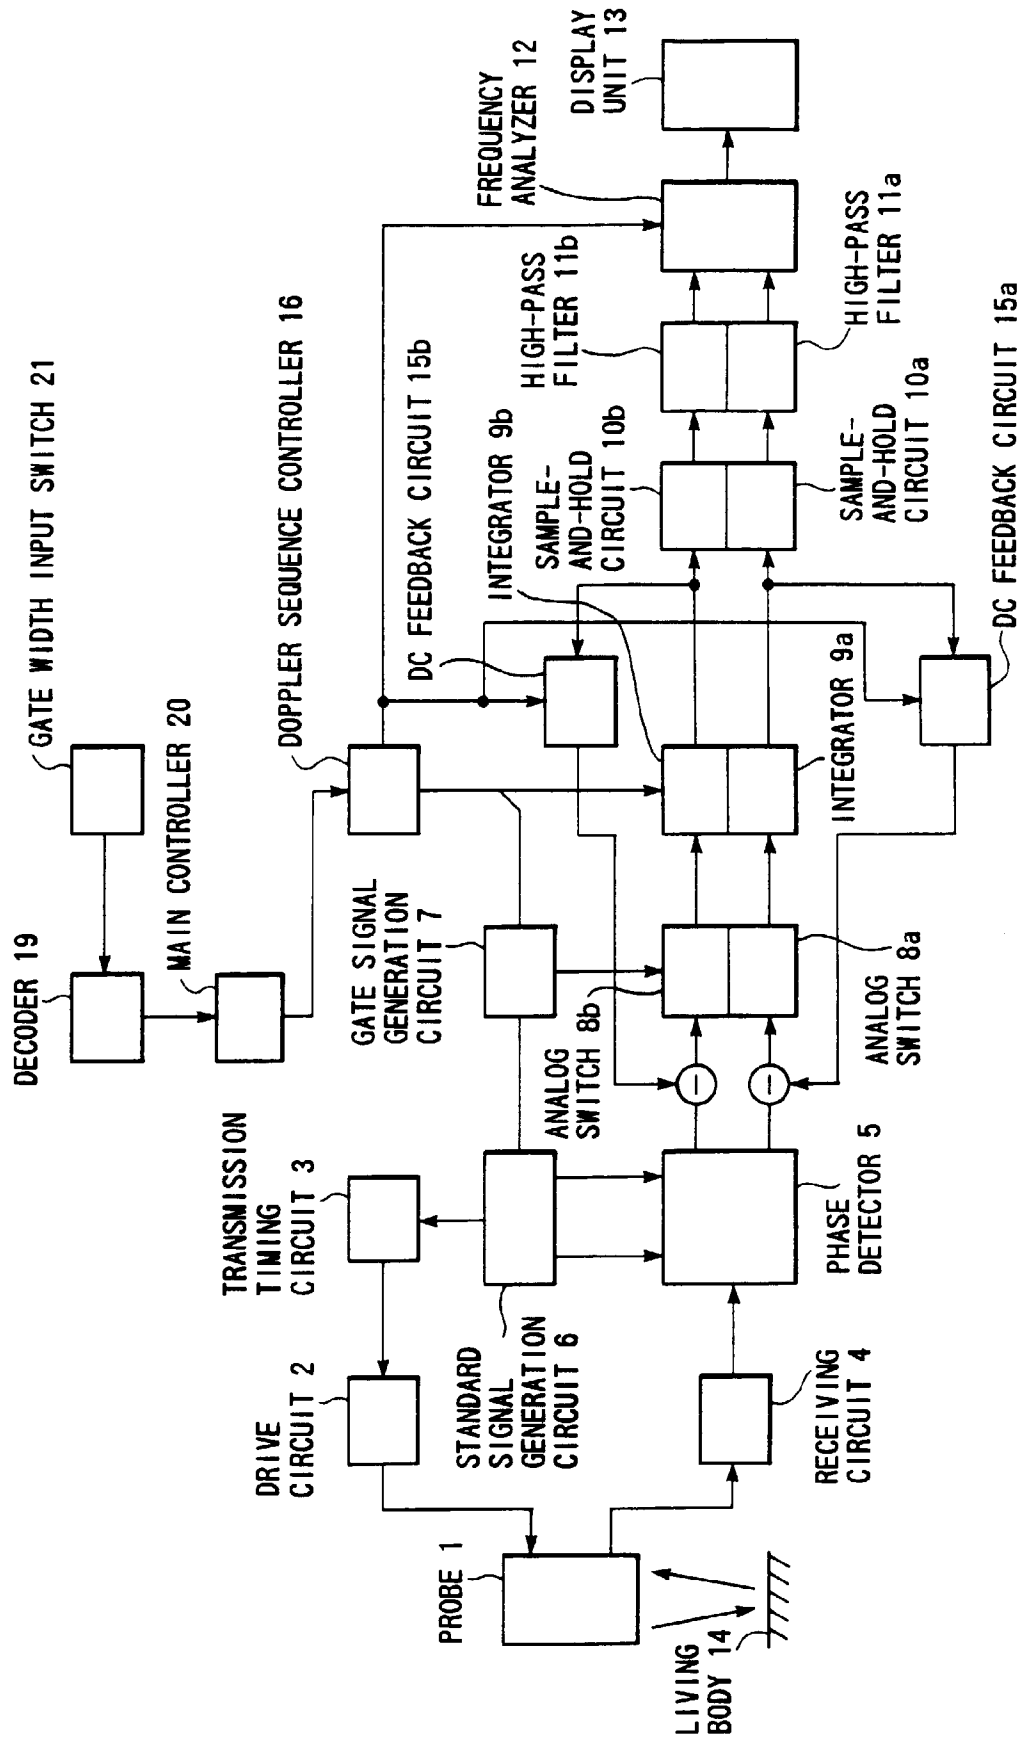 GATE WIDTH INPUT SWITCH 21
DECODER 19
MAIN CONTROLLER 20
DOPPLER SEQUENCE CONTROLLER 16
TRANSMISSION
TIMING
CIRCUIT 3
DRIVE
CIRCUIT 2
GATE SIGNAL
GENERATION
CIRCUIT 7
DC FEEDBACK CIRCUIT 15b
FREQUENCY
ANALYZER 12
DISPLAY
UNIT 13
PROBE 1
STANDARD
SIGNAL
GENERATION
CIRCUIT 6
ANALOG
SWITCH 8b
INTEGRATOR 9b
SAMPLE-
AND-HOLD
CIRCUIT 10b
HIGH-PASS
FILTER 11b
LIVING
BODY 14
RECEIVING
CIRCUIT 4
PHASE
DETECTOR 5
ANALOG
SWITCH 8a
INTEGRATOR 9a
SAMPLE-
AND-HOLD
CIRCUIT 10a
HIGH-PASS
FILTER 11a
DC FEEDBACK CIRCUIT 15a